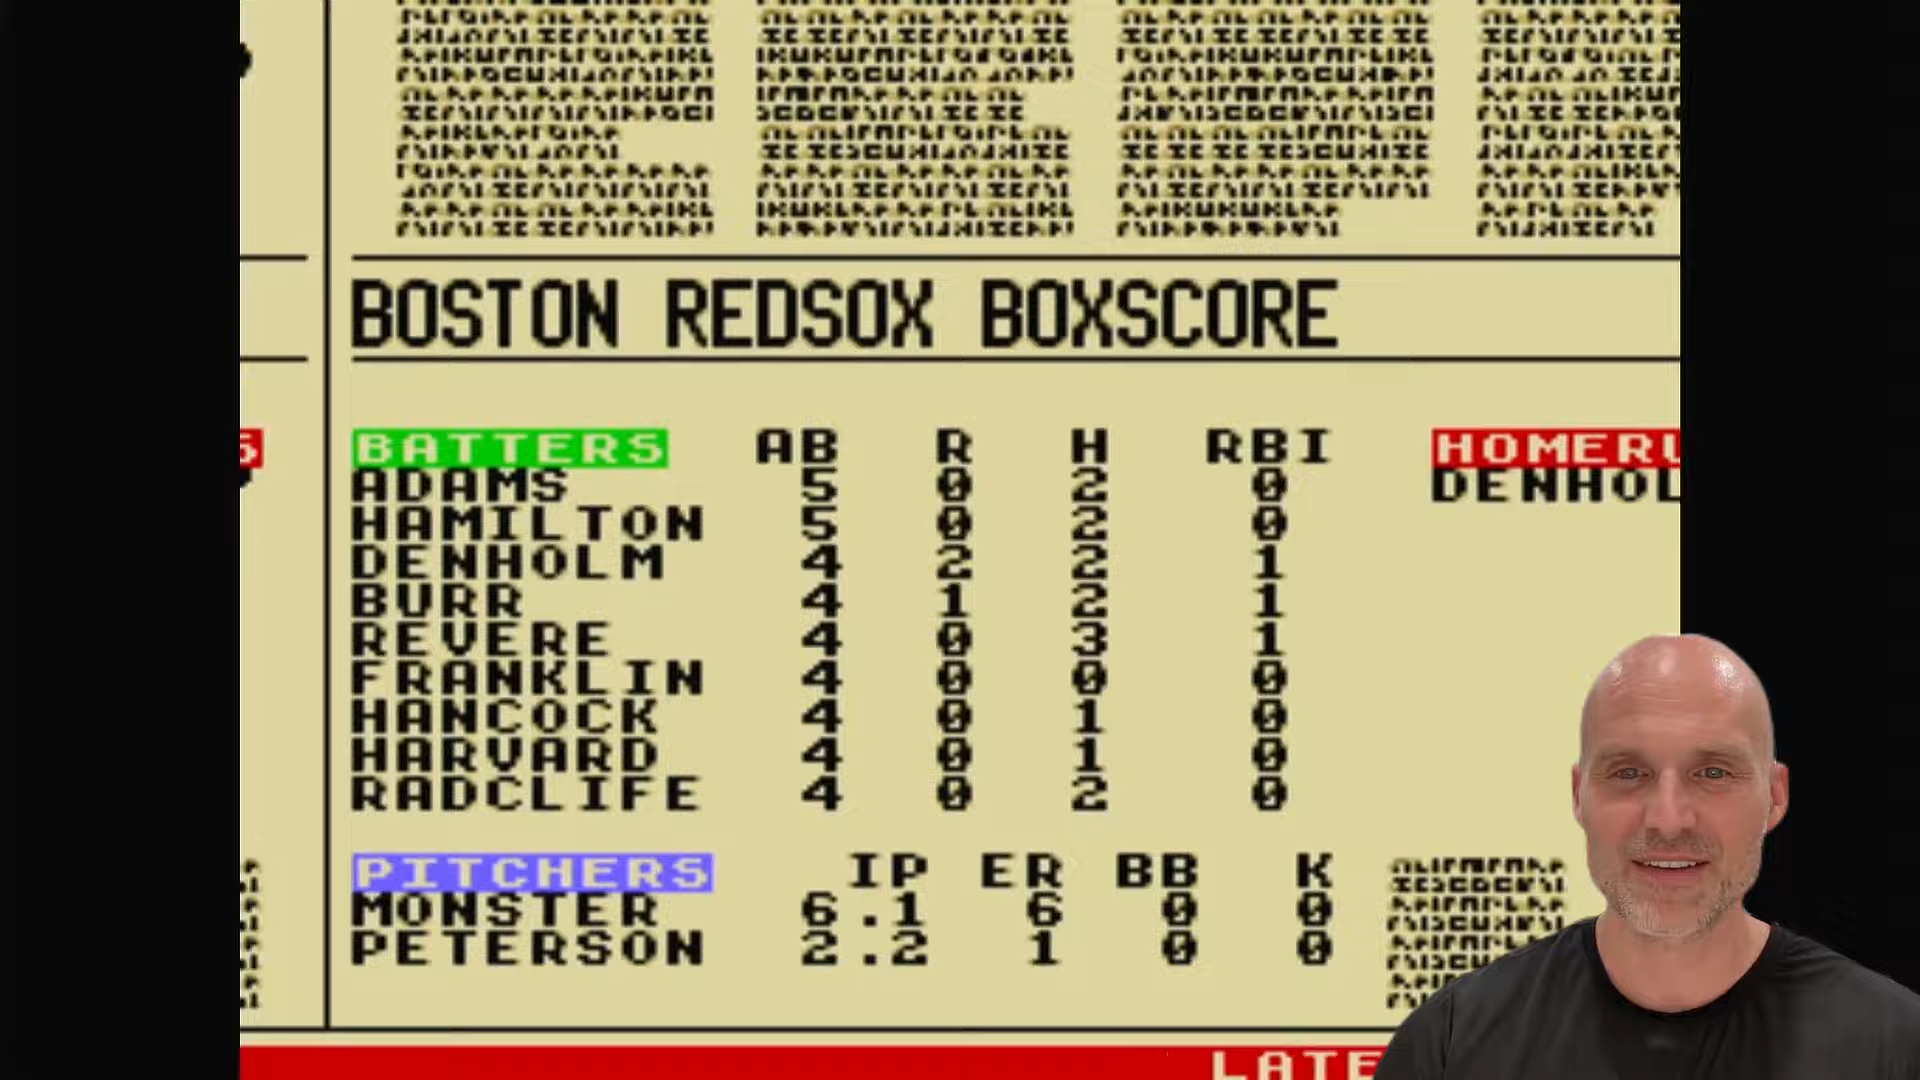 BOSTON REDSOX BOXSCORE
BATTERS AB R H RBI
ADAMS 5 0 2 0
HAMILTON 5 0 2 0
DENHOLM 4 2 2 1
BURR 4 1 2 1
REVERE 4 0 3 1
FRANKLIN 4 0 0 0
HANCOCK 4 0 1 0
HARVARD 4 0 1 0
RADCLIFE 4 0 2 0
HOMERU
DENHOL
PITCHERS IP ER BB K
MONSTER 6.1 6 0 0
PETERSON 2.2 1 0 0
LATE